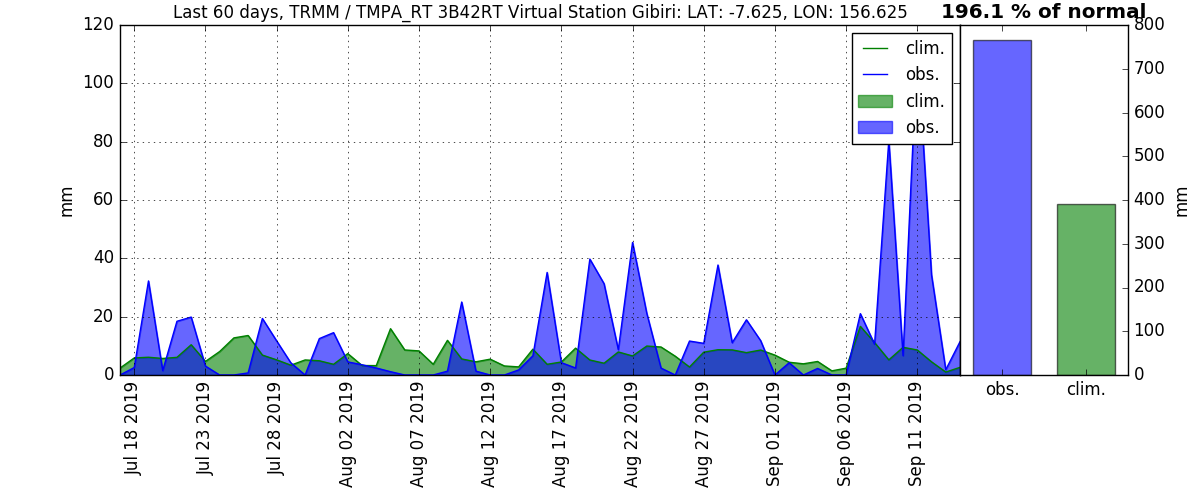 Last 60 days, TRMM / TMPA_RT 3B42RT Virtual Station Gibiri: LAT: -7.625, LON: 156.625
196.1 % of normal
120
100
80
60
40
20
0
mm
clim.
obs.
clim.
obs.
800
700
600
500
400
300
200
100
0
mm
Jul 18 2019
Jul 23 2019
Jul 28 2019
Aug 02 2019
Aug 07 2019
Aug 12 2019
Aug 17 2019
Aug 22 2019
Aug 27 2019
Sep 01 2019
Sep 06 2019
Sep 11 2019
obs.
clim.